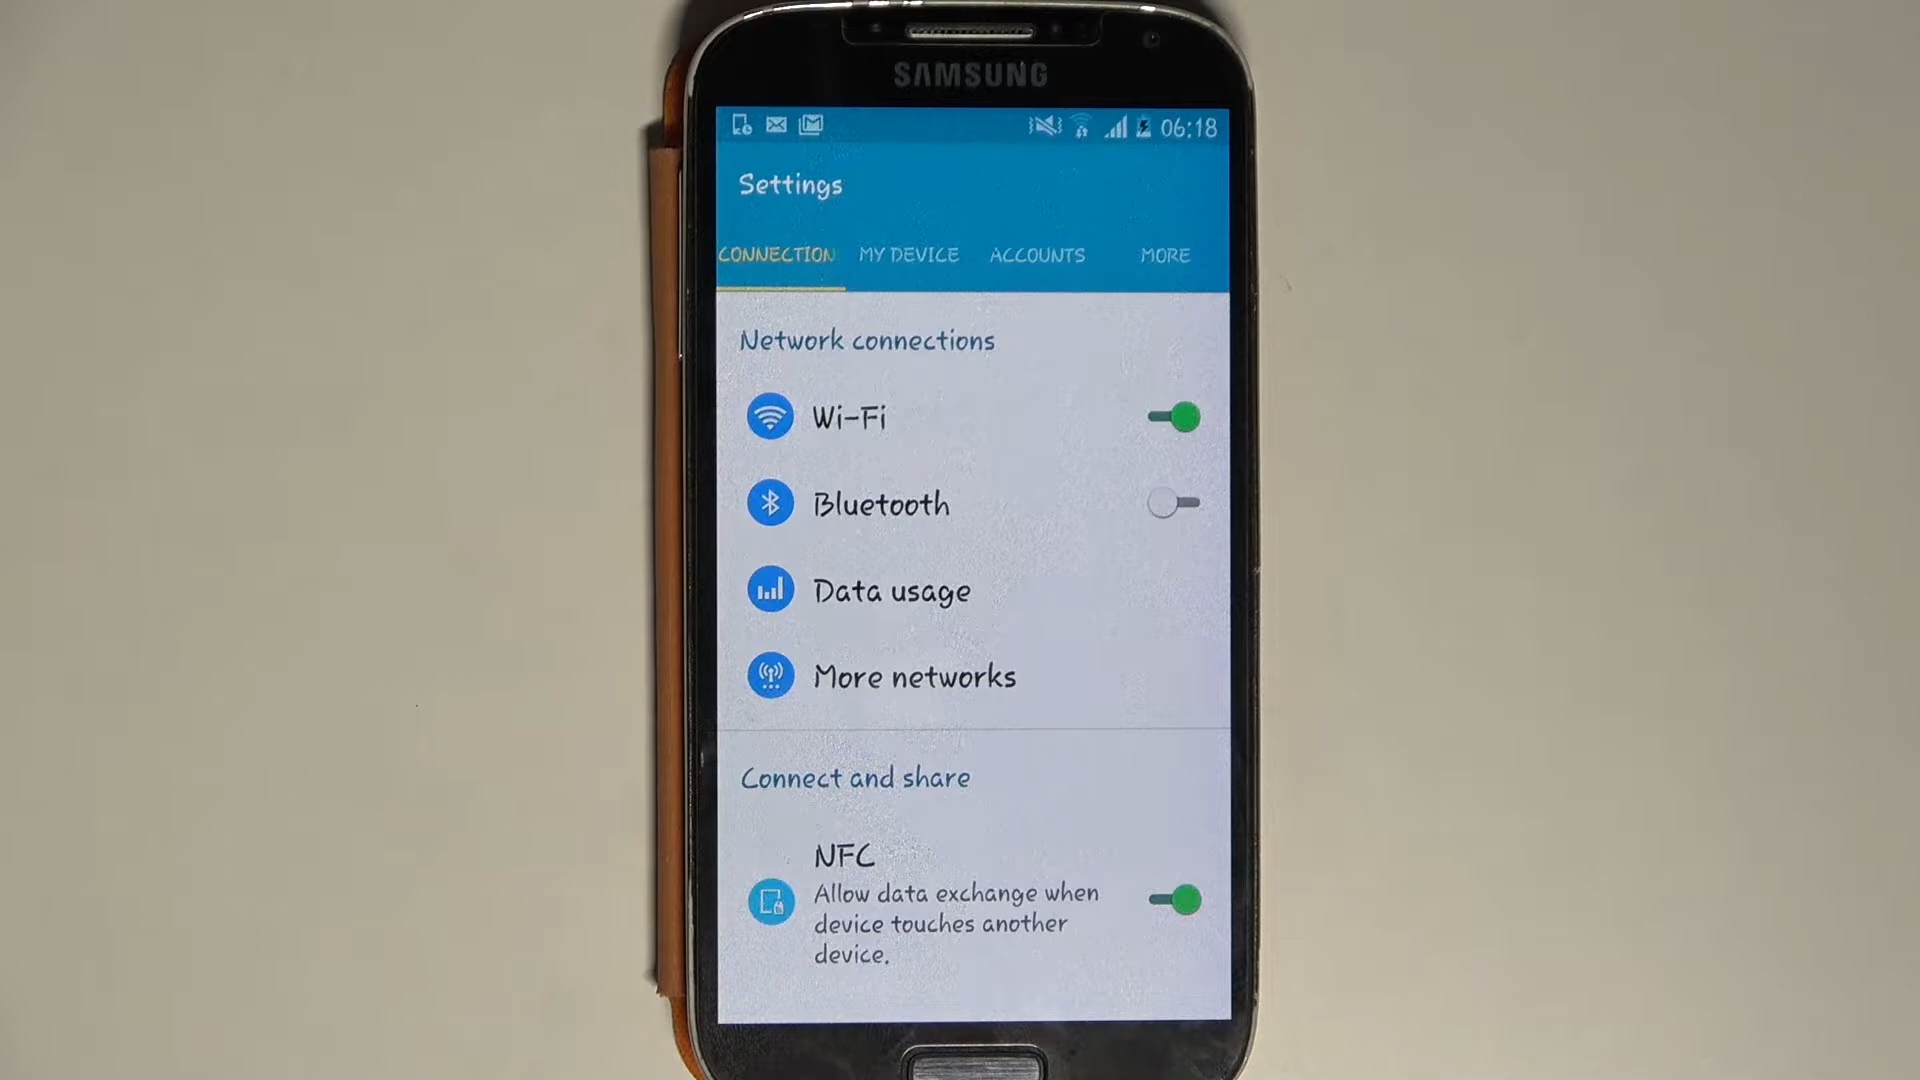 SAMSUNG
06:18
Settings
CONNECTION MY DEVICE ACCOUNTS MORE
Network connections
Wi-Fi
Bluetooth
Data usage
More networks
Connect and share
NFC
Allow data exchange when
device touches another
device.